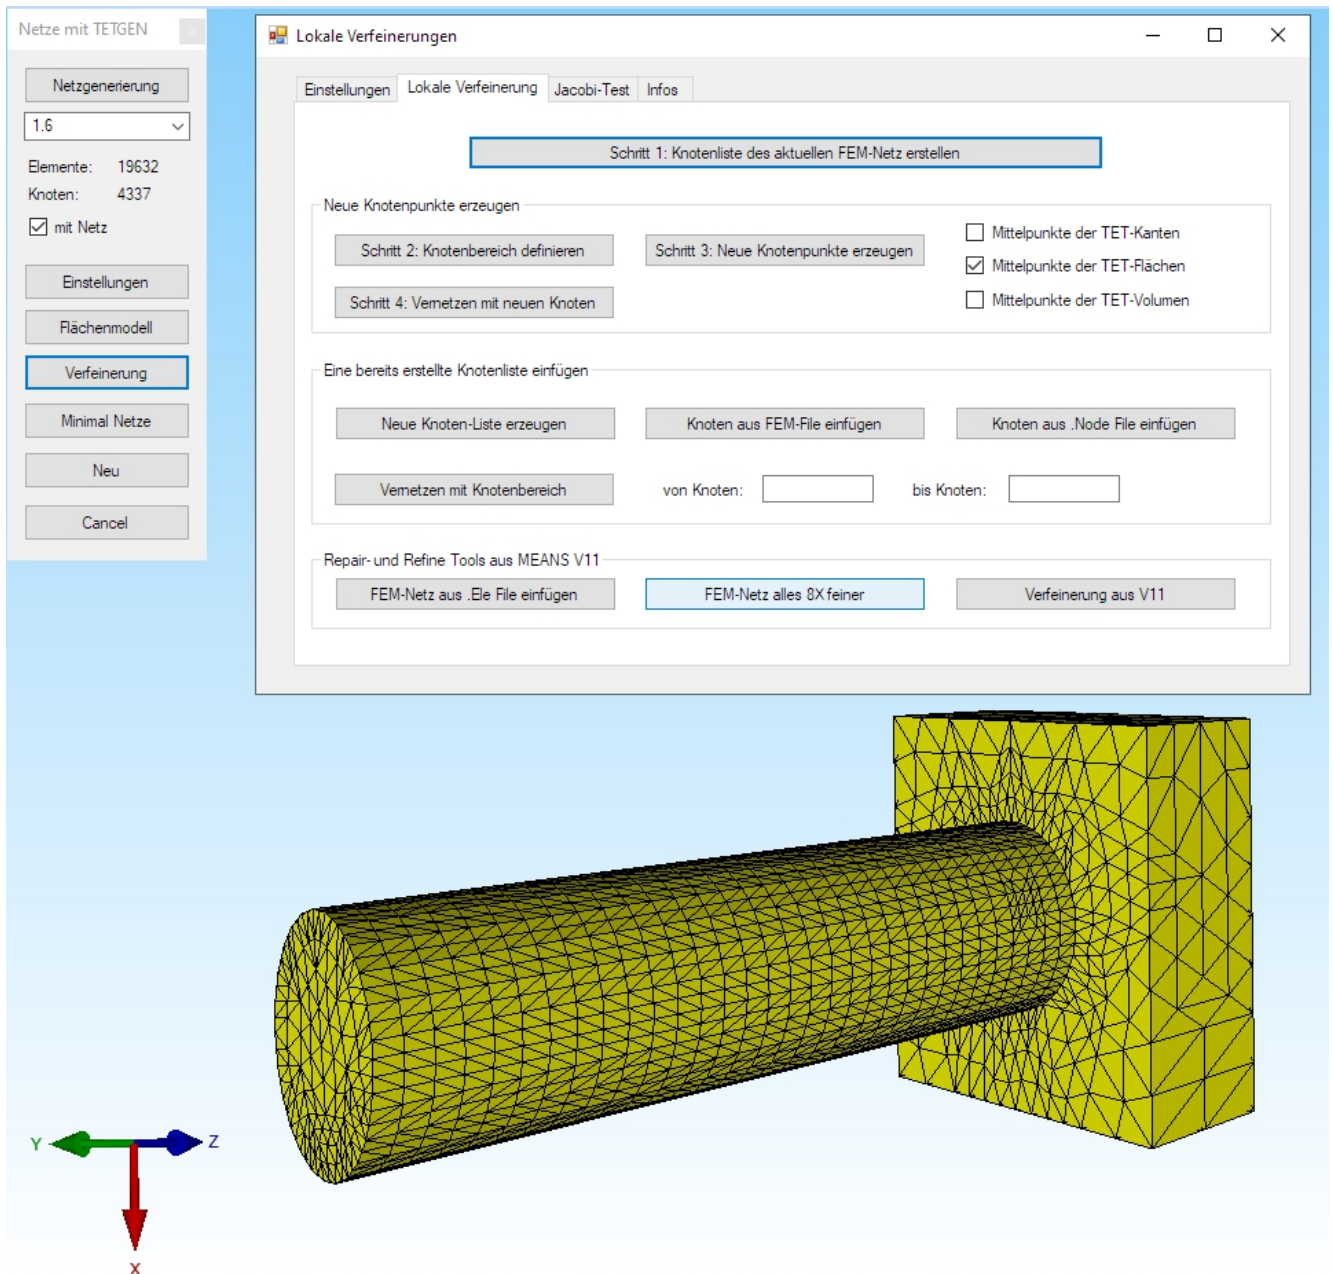 Netze mit TETGEN
Netzgenerierung
1.6
Elemente: 19632
Knoten: 4337
mit Netz
Einstellungen
Flächenmodell
Verfeinerung
Minimal Netze
Neu
Cancel
Lokale Verfeinerungen
Einstellungen Lokale Verfeinerung Jacobi-Test Infos
Schritt 1: Knotenliste des aktuellen FEM-Netz erstellen
Neue Knotenpunkte erzeugen
Schritt 2: Knotenbereich definieren
Schritt 3: Neue Knotenpunkte erzeugen
Schritt 4: Vernetzen mit neuen Knoten
Mittelpunkte der TET-Kanten
Mittelpunkte der TET-Flächen
Mittelpunkte der TET-Volumen
Eine bereits erstellte Knotenliste einfügen
Neue Knoten-Liste erzeugen
Knoten aus FEM-File einfügen
Knoten aus .Node File einfügen
Vernetzen mit Knotenbereich
von Knoten:
bis Knoten:
Repair- und Refine Tools aus MEANS V11
FEM-Netz aus .Ele File einfügen
FEM-Netz alles 8X feiner
Verfeinerung aus V11
Y
Z
X